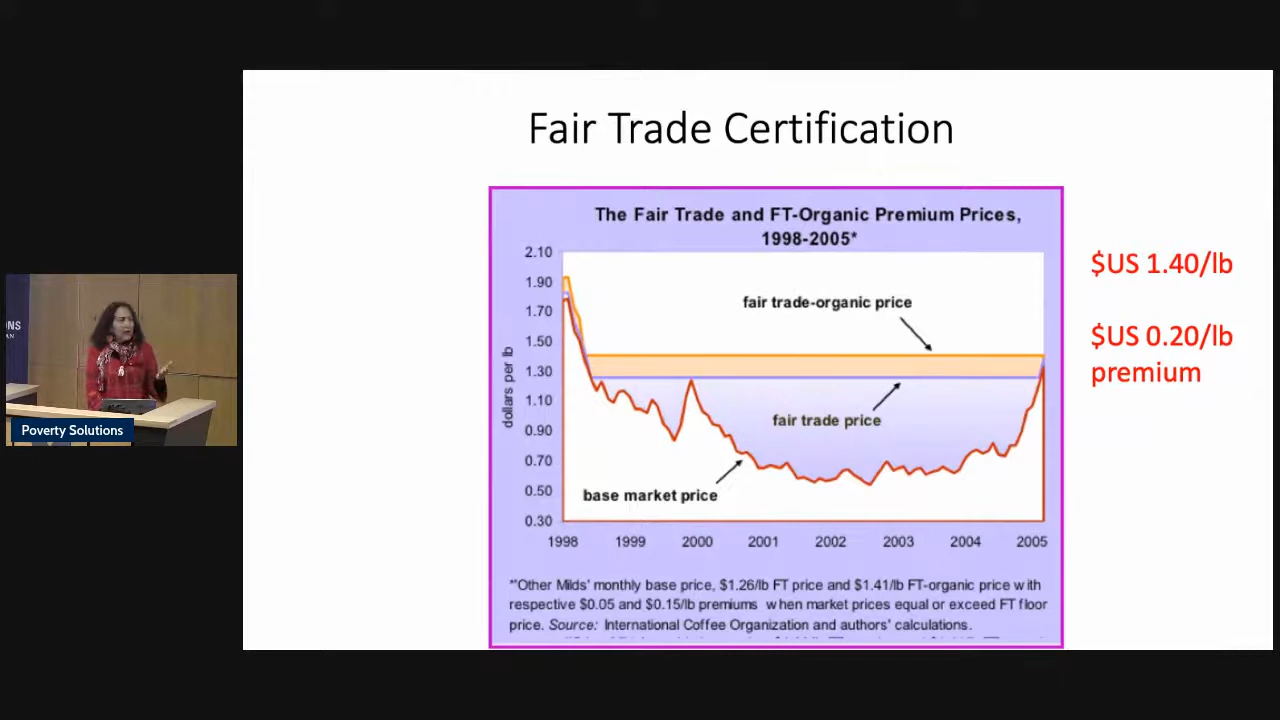 Fair Trade Certification
The Fair Trade and FT-Organic Premium Prices,
1998-2005*
dollars per lb
2.10
1.90
1.70
1.50
1.30
1.10
0.90
0.70
0.50
0.30
fair trade-organic price
fair trade price
base market price
1998 1999 2000 2001 2002 2003 2004 2005
*'Other Milds' monthly base price, $1.26/lb FT price and $1.41/lb FT-organic price with
respective $0.05 and $0.15/lb premiums when market prices equal or exceed FT floor
price. Source: International Coffee Organization and authors' calculations.
$US 1.40/lb
$US 0.20/lb
premium
Poverty Solutions